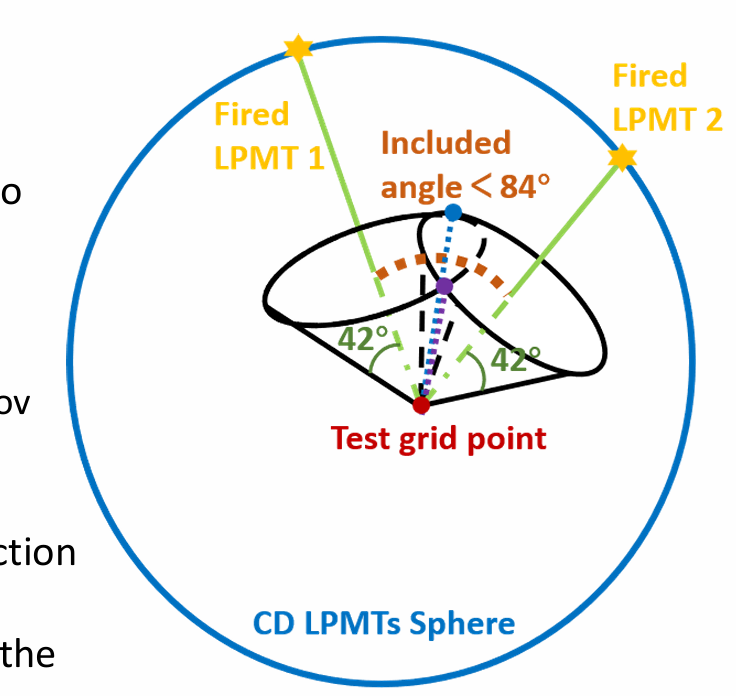 Fired
LPMT 1
Fired
LPMT 2
Included
angle < 84°
o
42°
42°
ov
Test grid point
ction
CD LPMTs Sphere
the